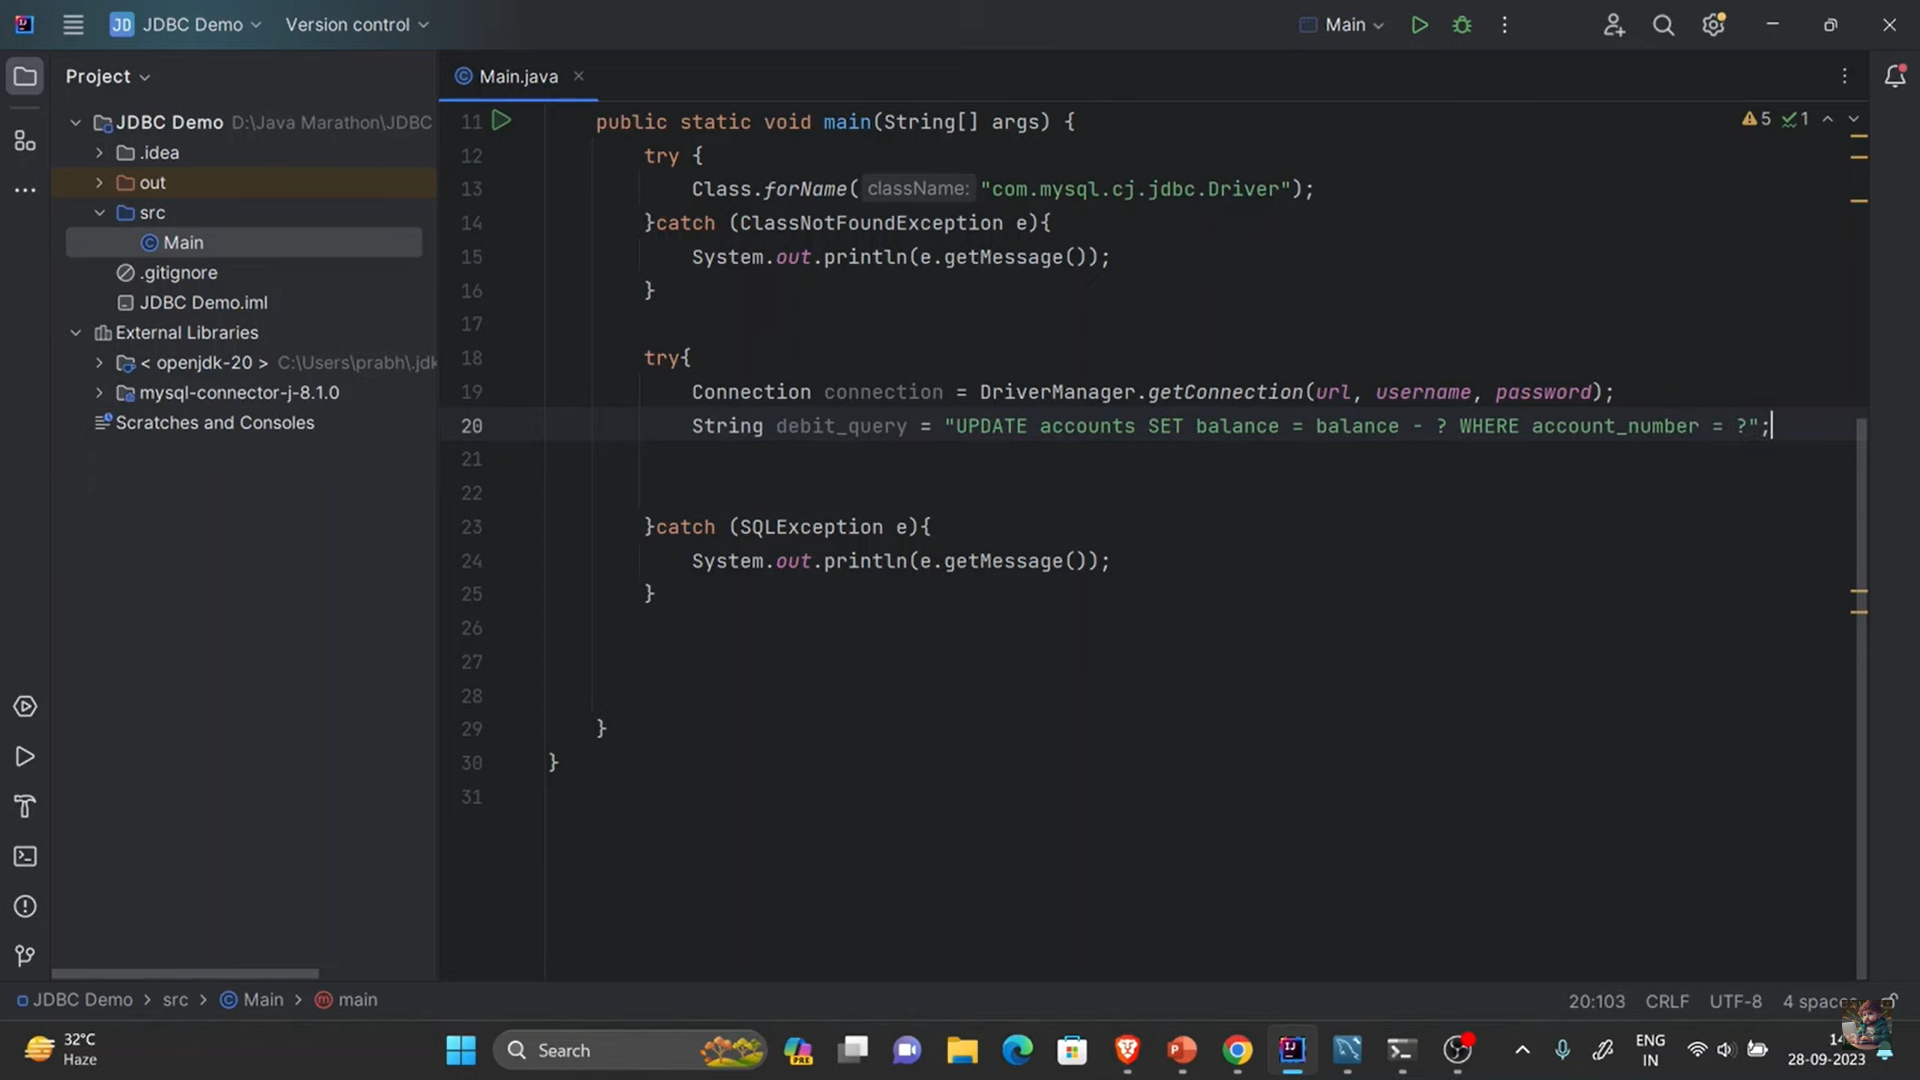 JD JDBC Demo Version control Main
Project
Main.java
JDBC Demo D:\Java Marathon\JDBC
.idea
out
src
Main
.gitignore
JDBC Demo.iml
External Libraries
< openjdk-20 > C:\Users\prabh\.jdk
mysql-connector-j-8.1.0
Scratches and Consoles
5 1
11 public static void main(String[] args) {
12 try {
13 Class.forName( className: "com.mysql.cj.jdbc.Driver");
14 }catch (ClassNotFoundException e){
15 System.out.println(e.getMessage());
16 }
17
18 try{
19 Connection connection = DriverManager.getConnection(url, username, password);
20 String debit_query = "UPDATE accounts SET balance = balance - ? WHERE account_number = ?";
21
22
23 }catch (SQLException e){
24 System.out.println(e.getMessage());
25 }
26
27
28
29 }
30 }
31
JDBC Demo > src > Main > main
20:103 CRLF UTF-8 4 spaces
32°C
Haze
Search
PRE
ENG
IN
28-09-2023